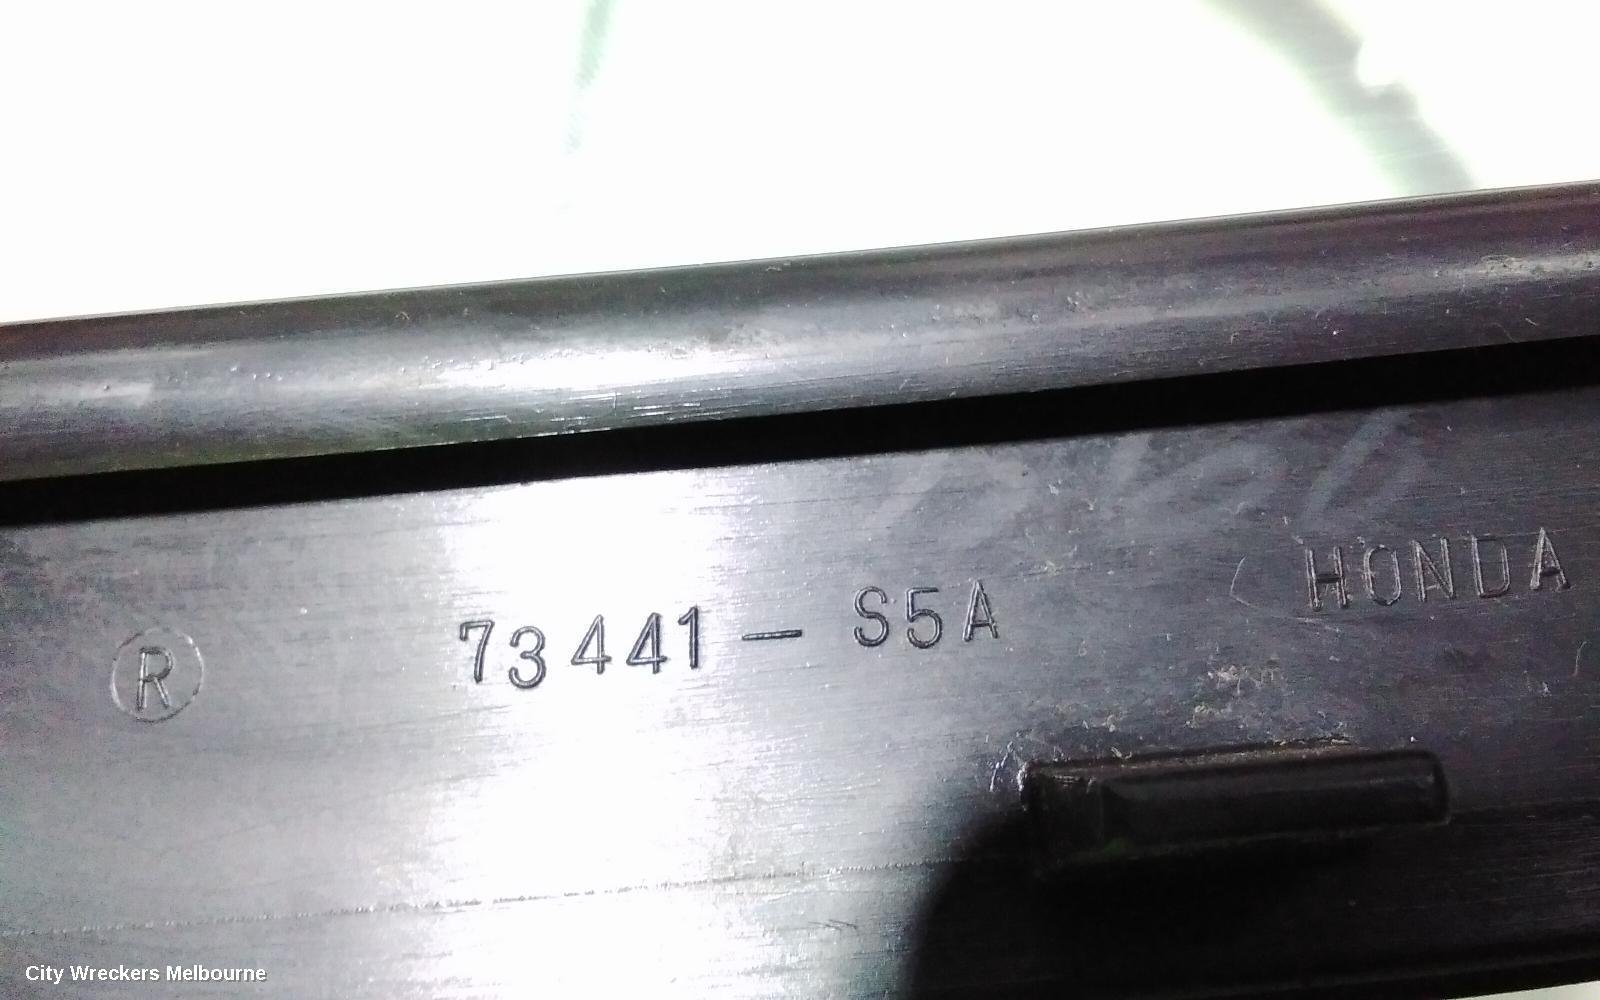 HONDA
Ⓡ 73441-S5A
City Wreckers Melbourne